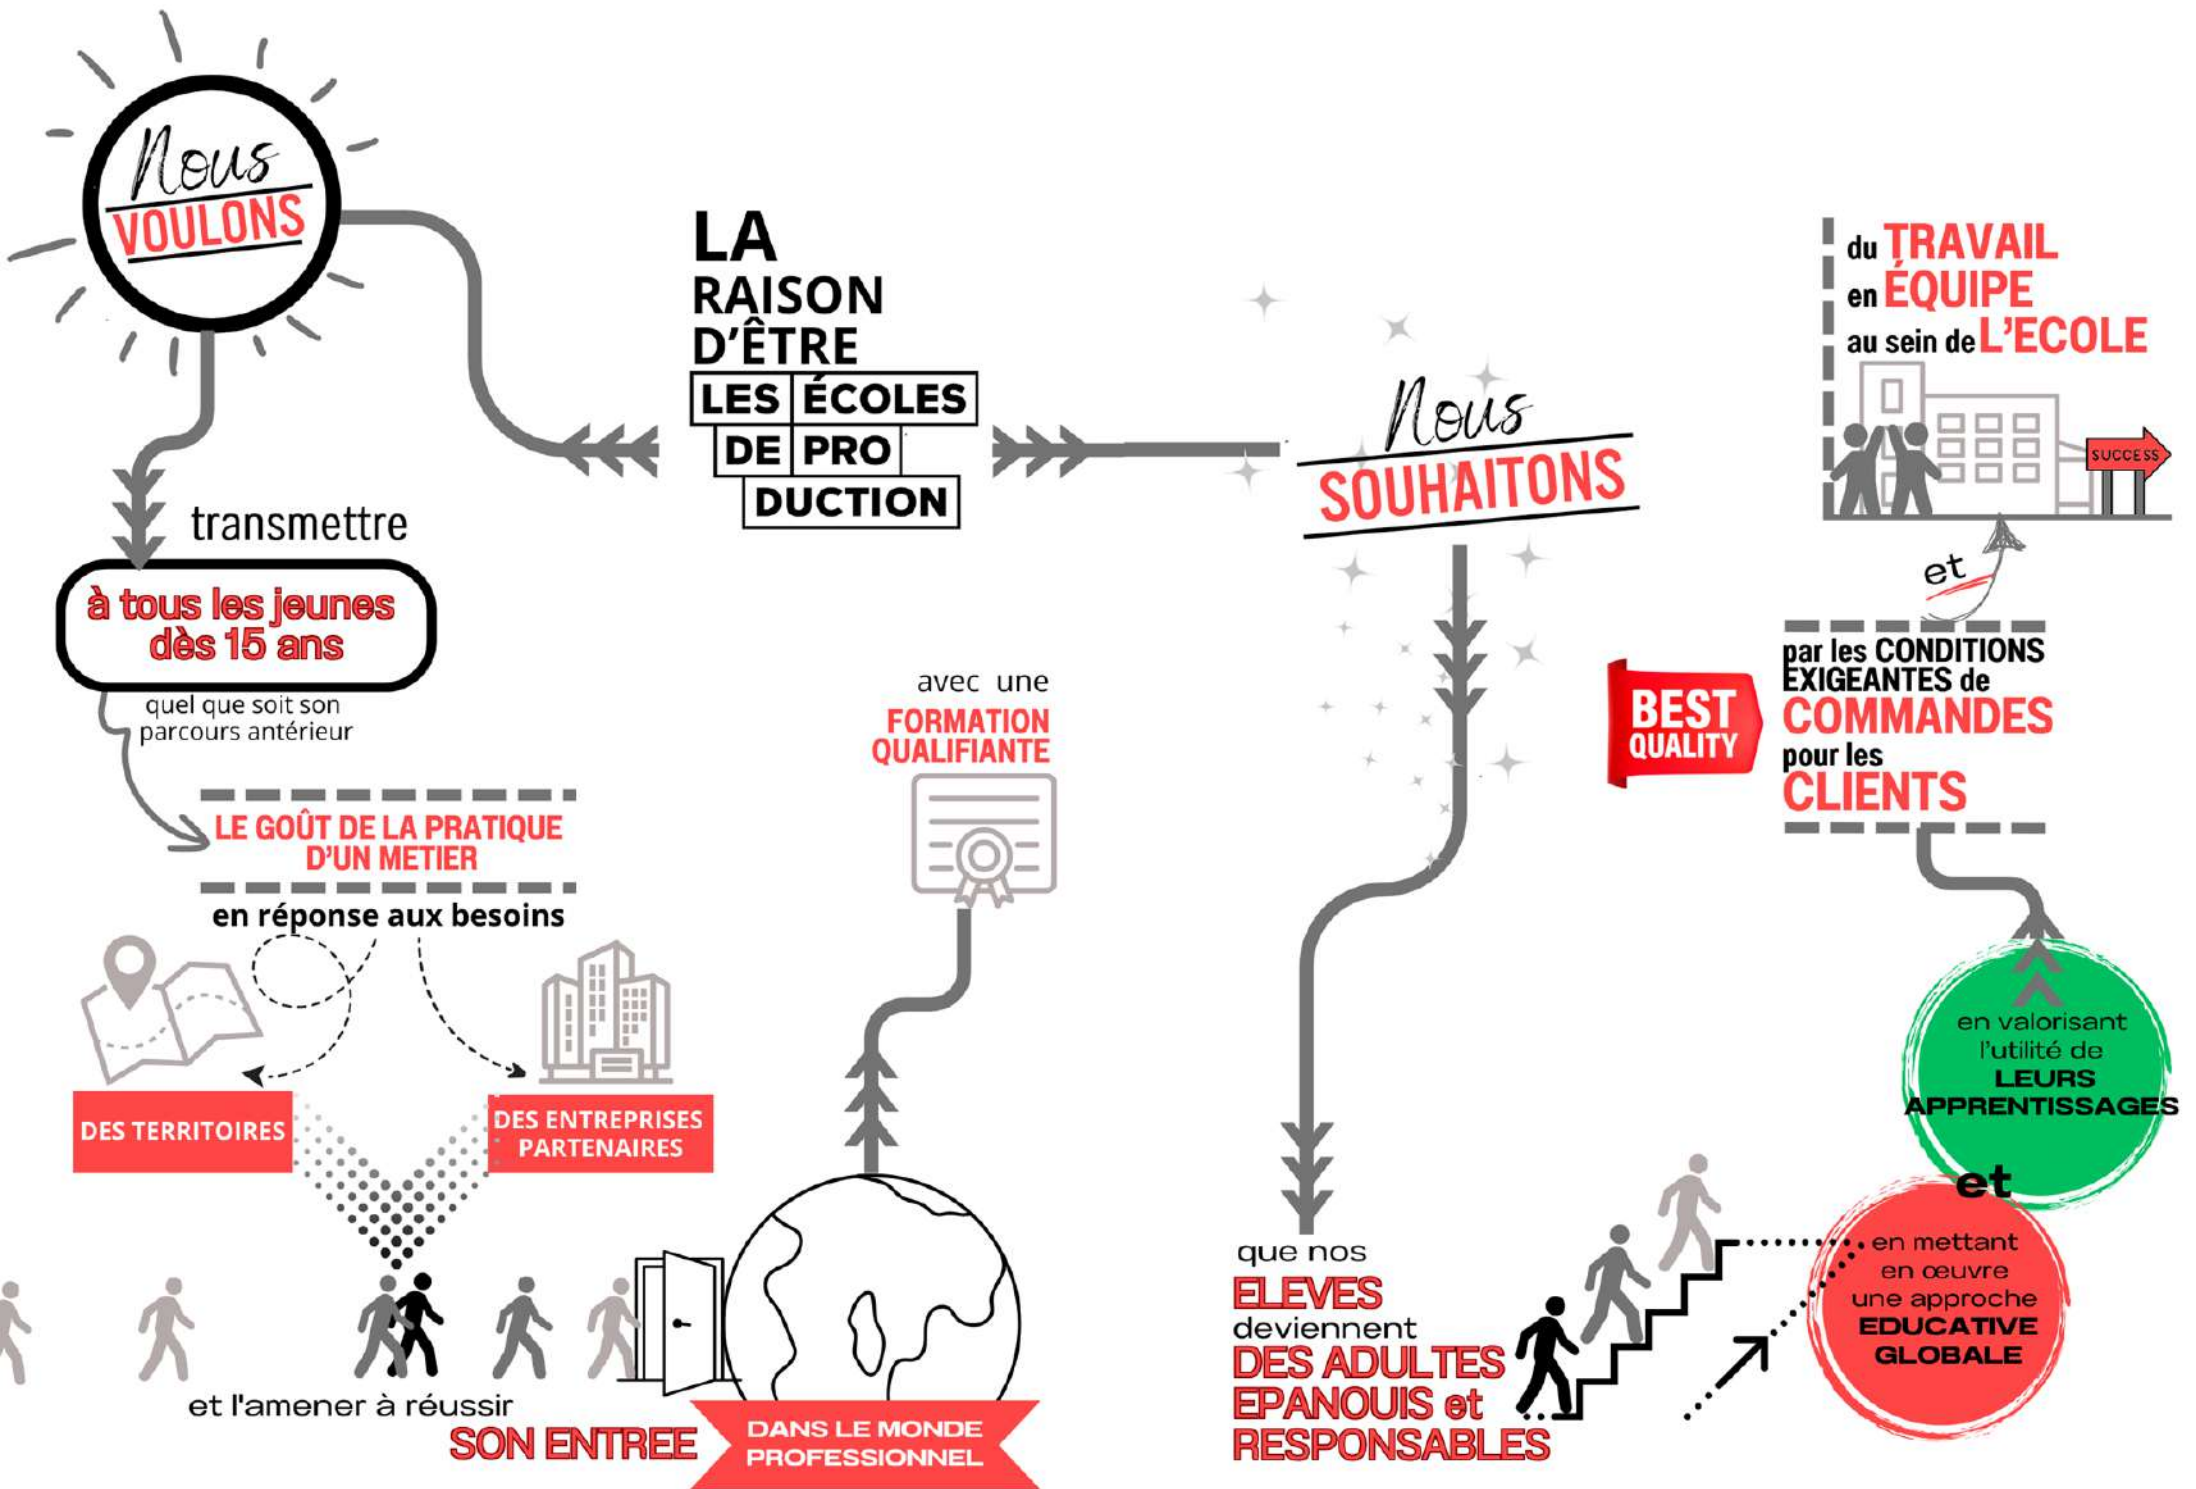 LA
RAISON
D'ÊTRE
LES ÉCOLES
DE PRO
DUCTION
Nous
VOULONS
transmettre
à tous les jeunes
dès 15 ans
quel que soit son
parcours antérieur
LE GOÛT DE LA PRATIQUE
D'UN METIER
en réponse aux besoins
DES TERRITOIRES
DES ENTREPRISES
PARTENAIRES
et l'amener à réussir
SON ENTREE
DANS LE MONDE
PROFESSIONNEL
avec une
FORMATION
QUALIFIANTE
Nous
SOUHAITONS
que nos
ELEVES
deviennent
DES ADULTES
EPANOUIS et
RESPONSABLES
en mettant
en œuvre
une approche
EDUCATIVE
GLOBALE
et
en valorisant
l'utilité de
LEURS
APPRENTISSAGES
par les CONDITIONS
EXIGEANTES de
COMMANDES
pour les
CLIENTS
BEST
QUALITY
et
du TRAVAIL
en ÉQUIPE
au sein de L'ECOLE
SUCCESS